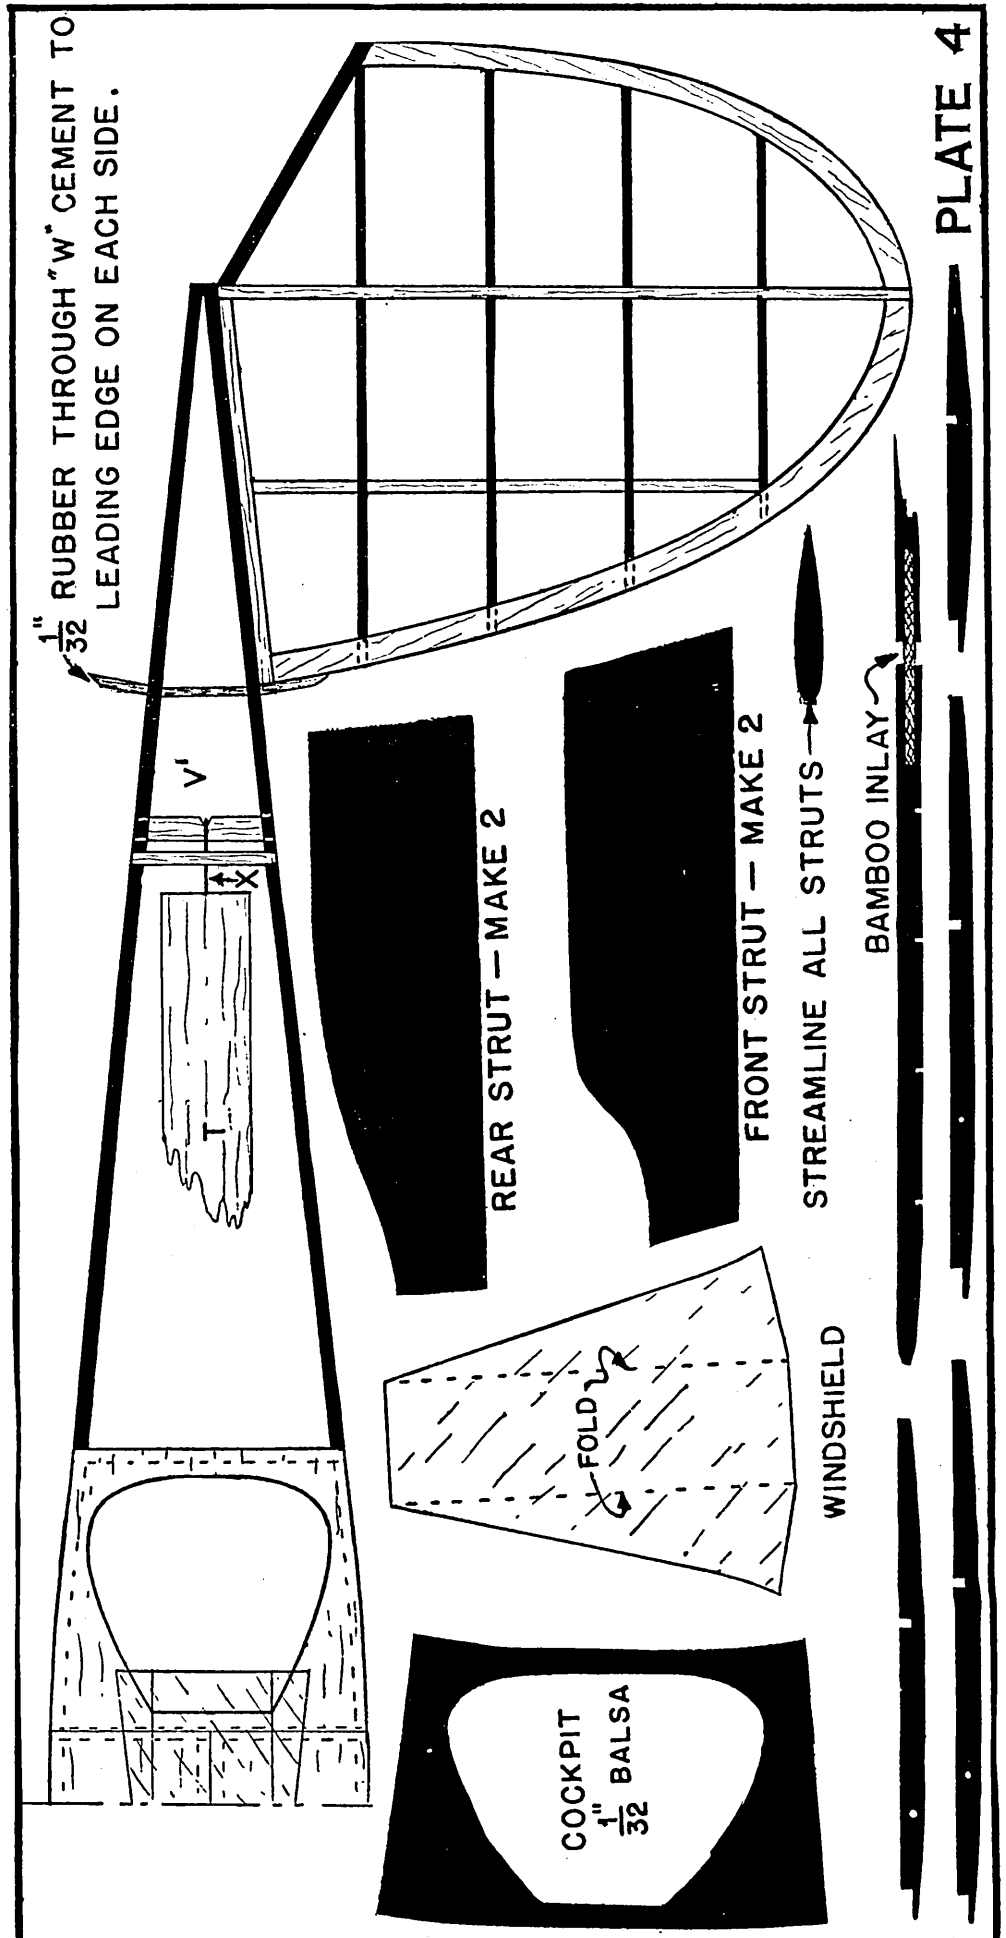 1/32" RUBBER THROUGH "W" CEMENT TO
LEADING EDGE ON EACH SIDE.
V'
X
T
REAR STRUT — MAKE 2
FRONT STRUT — MAKE 2
STREAMLINE ALL STRUTS
BAMBOO INLAY
FOLD
WINDSHIELD
COCKPIT
1/32" BALSA
PLATE 4